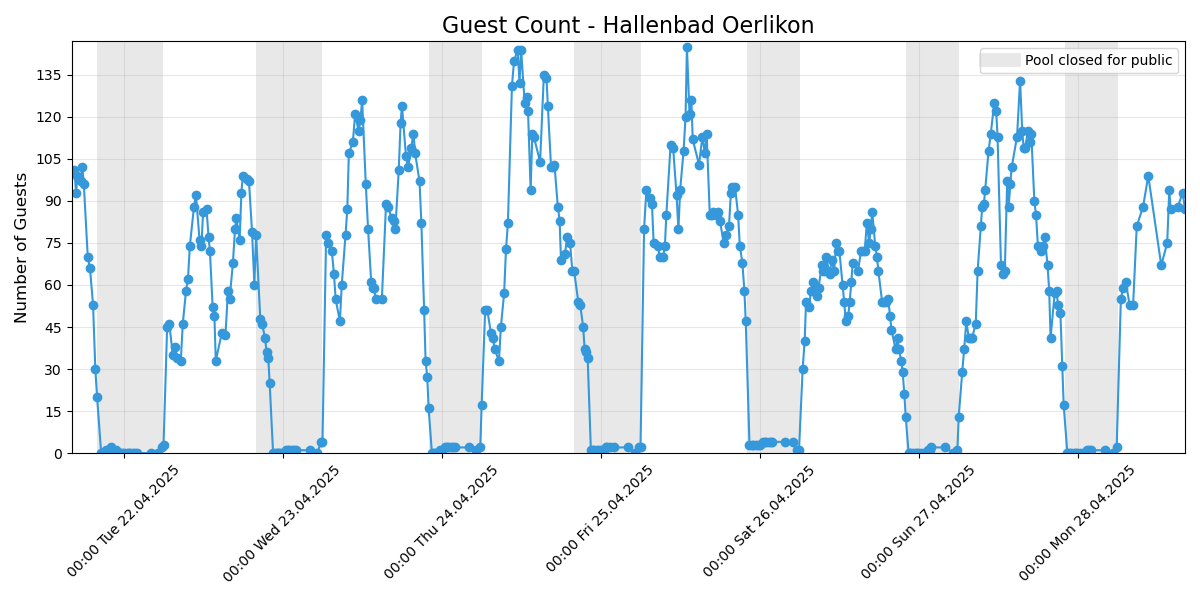 Guest Count - Hallenbad Oerlikon
Pool closed for public
Number of Guests
135
120
105
90
75
60
45
30
15
0
00:00 Tue 22.04.2025
00:00 Wed 23.04.2025
00:00 Thu 24.04.2025
00:00 Fri 25.04.2025
00:00 Sat 26.04.2025
00:00 Sun 27.04.2025
00:00 Mon 28.04.2025